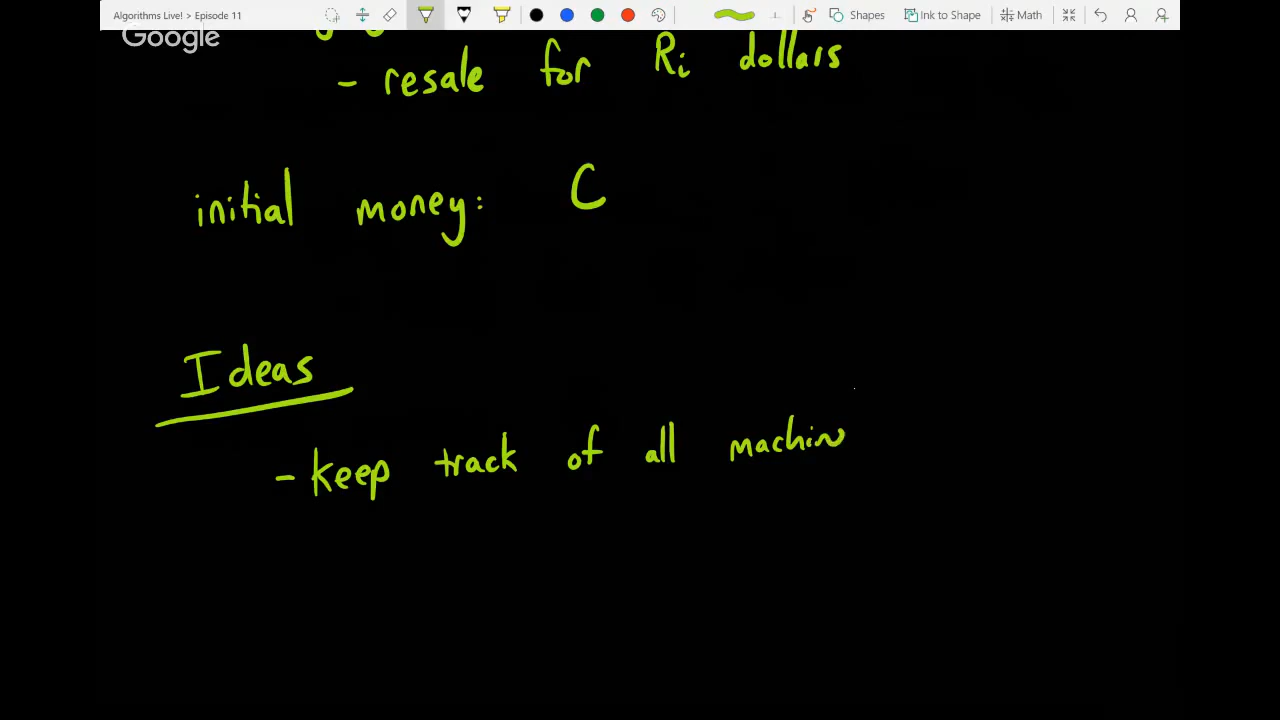 Algorithms Live! > Episode 11 Shapes Ink to Shape Math
Google
- resale for Ri dollars
initial money: C
Ideas
- keep track of all machin